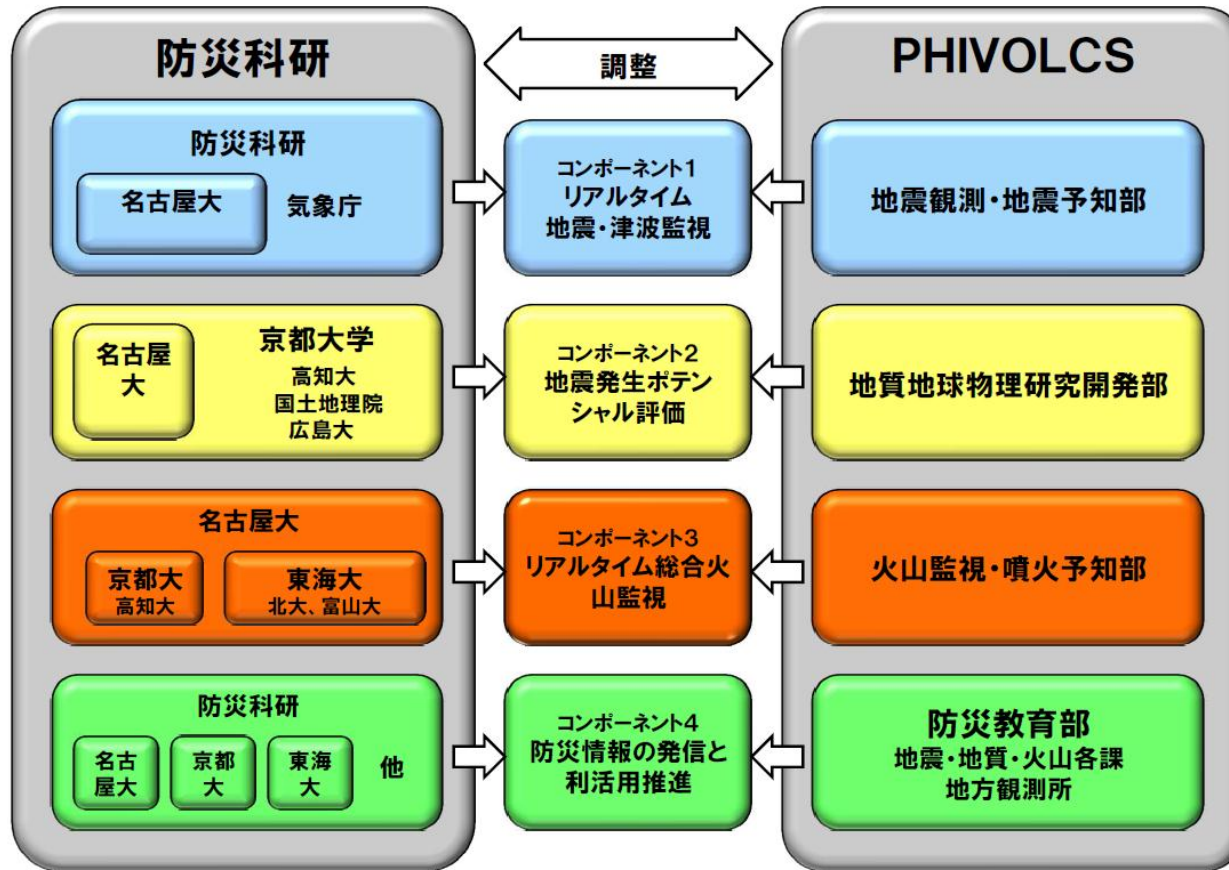 防災科研
調整
PHIVOLCS
防災科研
名古屋大
気象庁
コンポーネント1
リアルタイム
地震・津波監視
地震観測・地震予知部
名古屋
大
京都大学
高知大
国土地理院
広島大
コンポーネント2
地震発生ポテン
シャル評価
地質地球物理研究開発部
名古屋大
京都大
高知大
東海大
北大、富山大
コンポーネント3
リアルタイム総合火
山監視
火山監視・噴火予知部
防災科研
名古
屋大
京都
大
東海
大
他
コンポーネント4
防災情報の発信と
利活用推進
防災教育部
地震・地質・火山各課
地方観測所